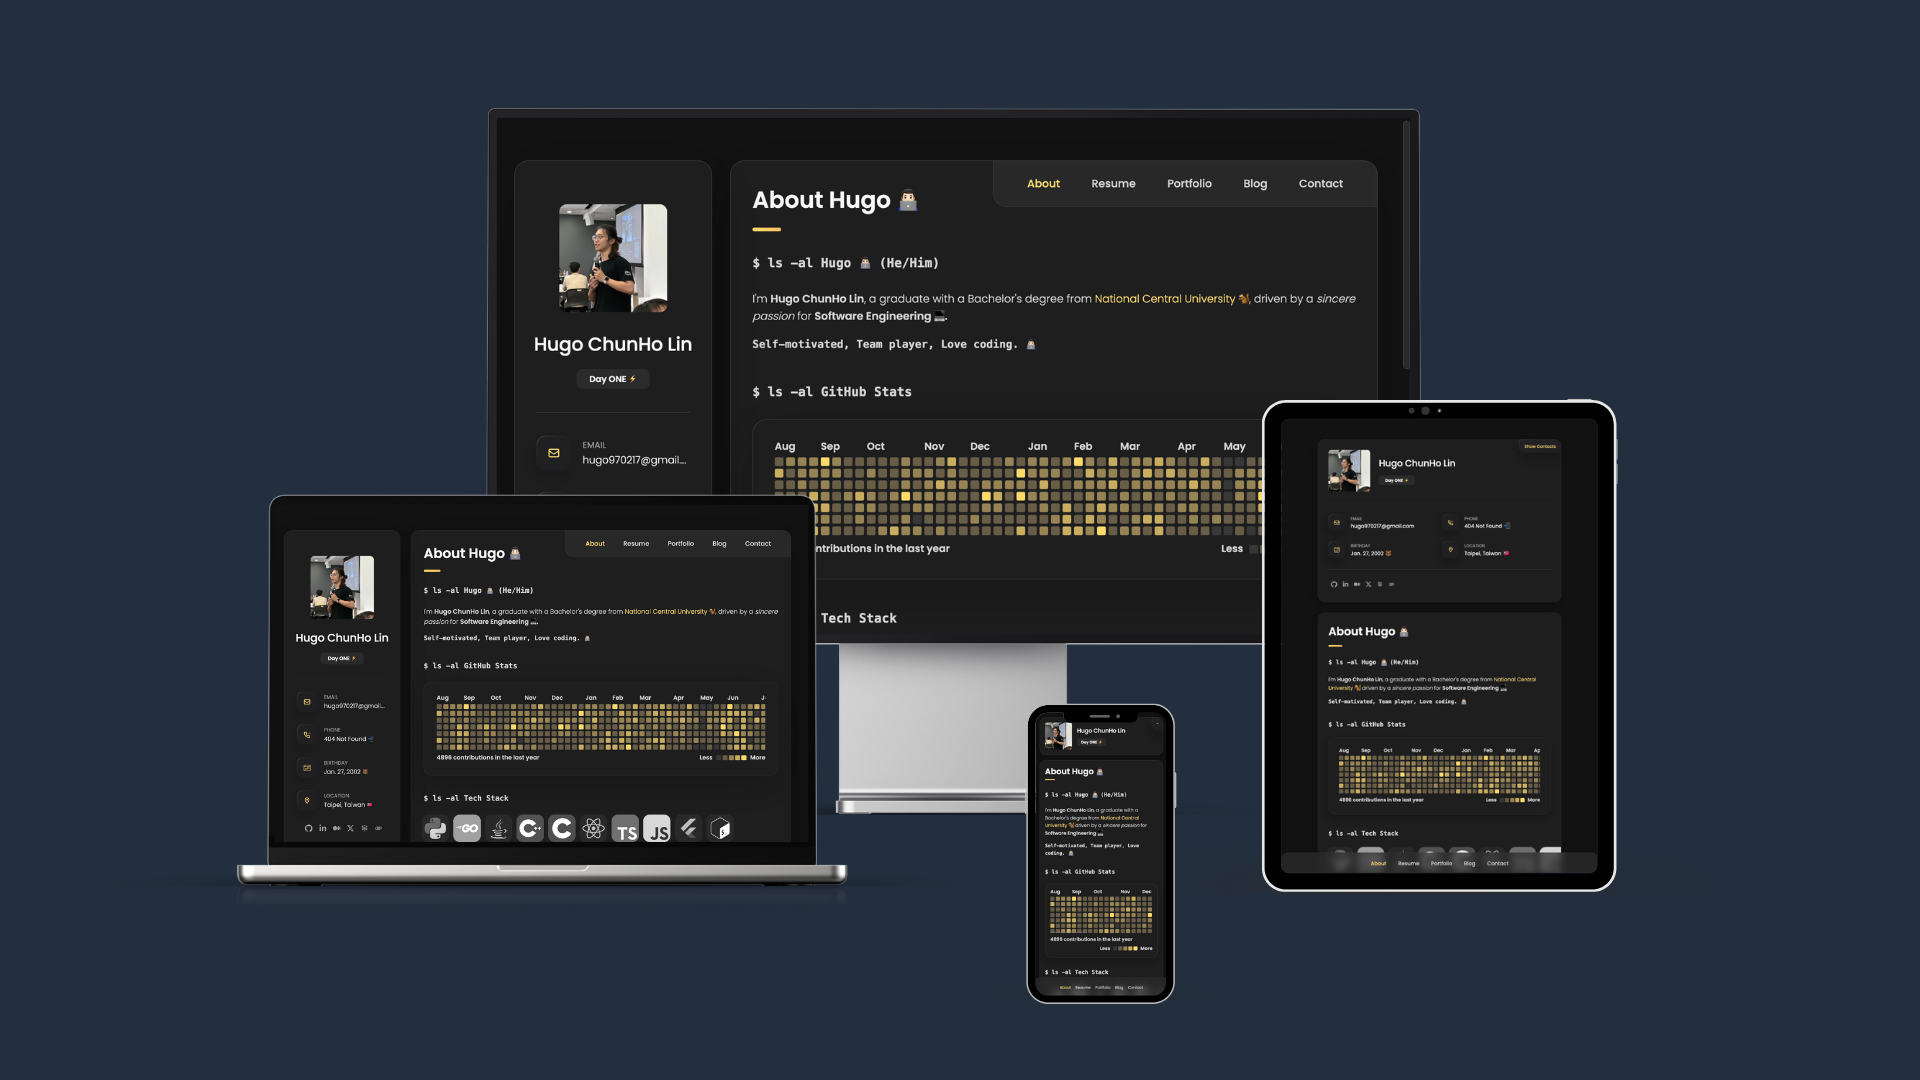 Hugo ChunHo Lin
Day ONE ⚡
EMAIL
hugo970217@gmail...
About Resume Portfolio Blog Contact
About Hugo 👨🏻‍💻
$ ls -al Hugo 👨🏻‍💻 (He/Him)
I'm Hugo ChunHo Lin, a graduate with a Bachelor's degree from National Central University 🐿️, driven by a sincere
passion for Software Engineering 💻.
Self-motivated, Team player, Love coding. 👨🏻‍💻
$ ls -al GitHub Stats
Aug Sep Oct Nov Dec Jan Feb Mar Apr May
ntributions in the last year
Less
Tech Stack
Hugo ChunHo Lin
Day ONE ⚡
EMAIL
hugo970217@gmai...
PHONE
404 Not Found
BIRTHDAY
Jan. 27, 2002
LOCATION
Taipei, Taiwan 🇹🇼
About Resume Portfolio Blog Contact
About Hugo 👨🏻‍💻
$ ls -al Hugo 👨🏻‍💻 (He/Him)
I'm Hugo ChunHo Lin, a graduate with a Bachelor's degree from National Central University 🐿️, driven by a sincere
passion for Software Engineering 💻.
Self-motivated, Team player, Love coding. 👨🏻‍💻
$ ls -al GitHub Stats
Aug Sep Oct Nov Dec Jan Feb Mar Apr May Jun J
4896 contributions in the last year
Less More
$ ls -al Tech Stack
GO C++ C TS JS
Hugo ChunHo Lin
Day ONE ⚡
About Hugo 👨🏻‍💻
$ ls -al Hugo 👨🏻‍💻 (He/Him)
I'm Hugo ChunHo Lin, a graduate with a
Bachelor's degree from National Central
University 🐿️, driven by a sincere passion for
Software Engineering 💻.
Self-motivated, Team player, Love
coding. 👨🏻‍💻
$ ls -al GitHub Stats
Aug Sep Oct Nov Dec
4896 contributions in the last year
Less More
$ ls -al Tech Stack
About Resume Portfolio Blog Contact
Show Contacts
Hugo ChunHo Lin
Day ONE ⚡
EMAIL
hugo970217@gmail.com
PHONE
404 Not Found
BIRTHDAY
Jan. 27, 2002
LOCATION
Taipei, Taiwan 🇹🇼
About Hugo 👨🏻‍💻
$ ls -al Hugo 👨🏻‍💻 (He/Him)
I'm Hugo ChunHo Lin, a graduate with a Bachelor's degree from National Central
University 🐿️, driven by a sincere passion for Software Engineering 💻.
Self-motivated, Team player, Love coding. 👨🏻‍💻
$ ls -al GitHub Stats
Aug Sep Oct Nov Dec Jan Feb Mar Ap
4896 contributions in the last year
Less More
$ ls -al Tech Stack
About Resume Portfolio Blog Contact